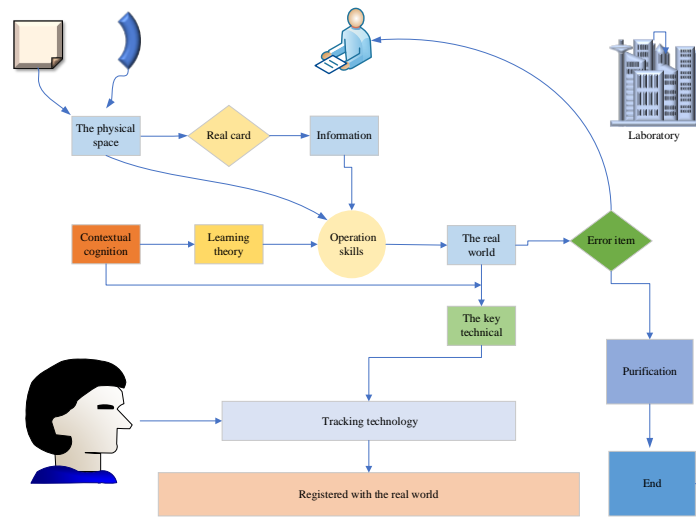 Laboratory
The physical
space
Real card
Information
Contextual
cognition
Learning
theory
Operation
skills
The real
world
Error item
The key
technical
Purification
Tracking technology
End
Registered with the real world